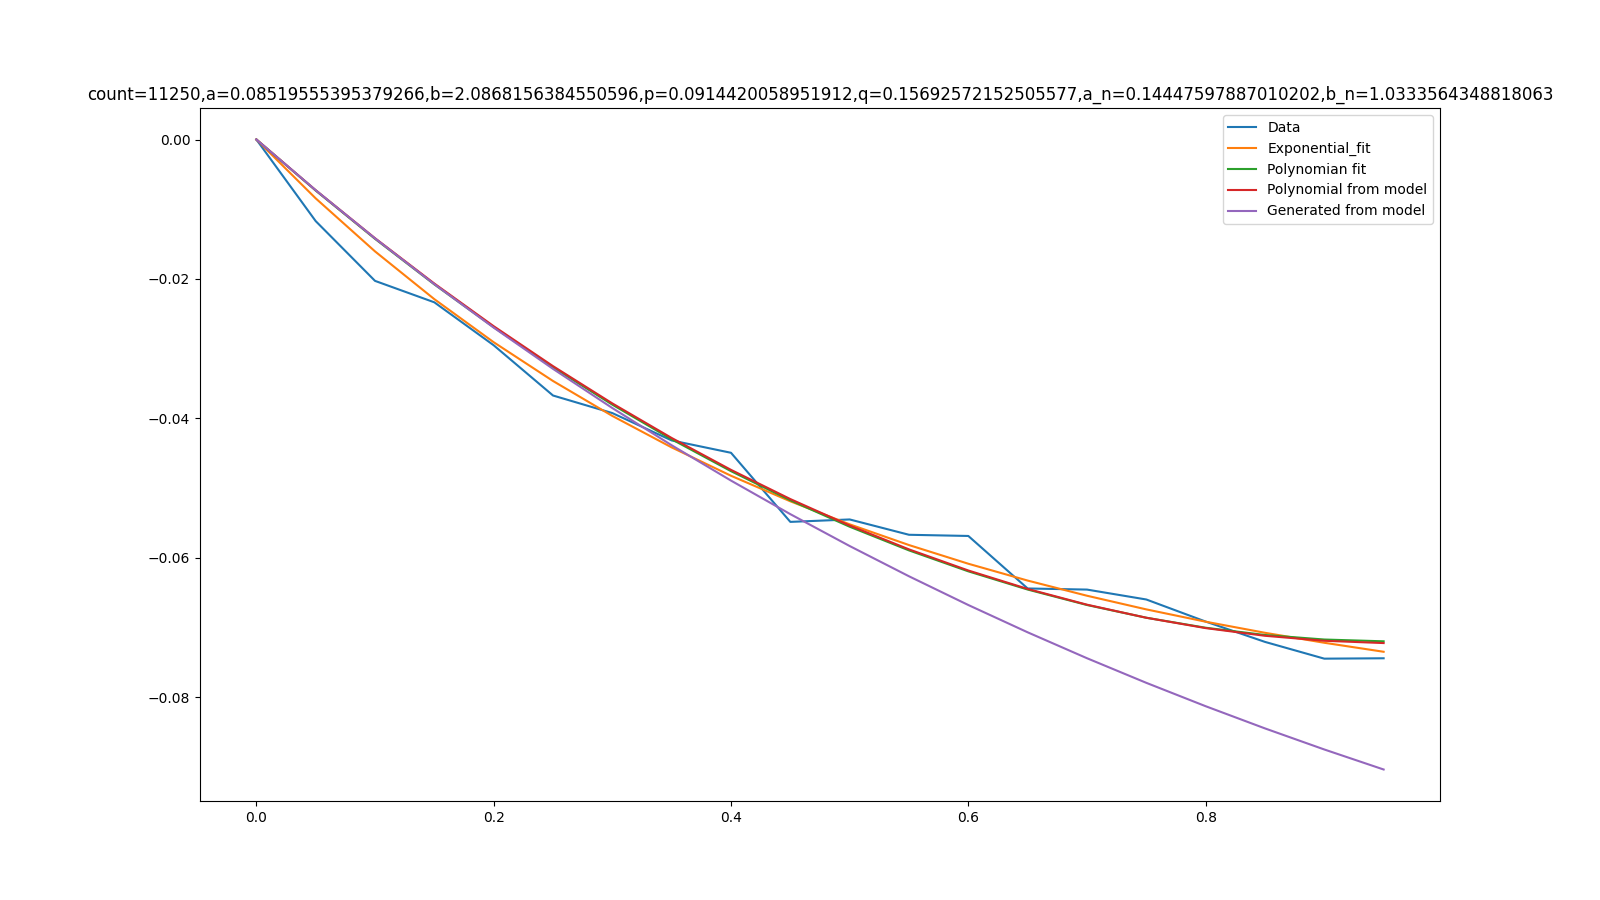 count=11250,a=0.08519555395379266,b=2.0868156384550596,p=0.0914420058951912,q=0.15692572152505577,a_n=0.14447597887010202,b_n=1.0333564348818063
Data
Exponential_fit
Polynomian fit
Polynomial from model
Generated from model
0.00
−0.02
−0.04
−0.06
−0.08
0.0 0.2 0.4 0.6 0.8